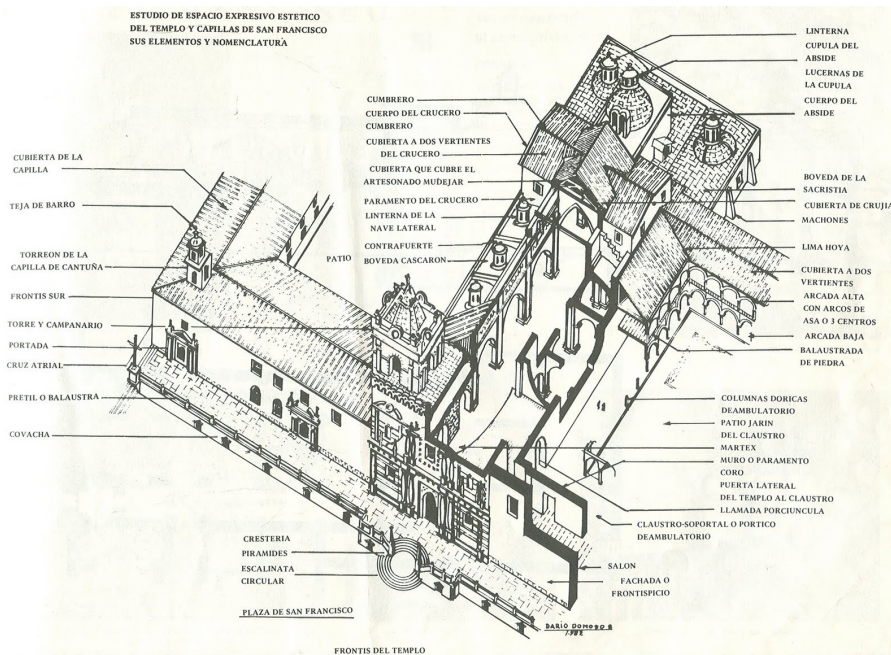 ESTUDIO DE ESPACIO EXPRESIVO ESTETICO
DEL TEMPLO Y CAPILLAS DE SAN FRANCISCO
SUS ELEMENTOS Y NOMENCLATURA
CUBIERTA DE LA
CAPILLA
TEJA DE BARRO
TORREON DE LA
CAPILLA DE CANTUÑA
FRONTIS SUR
TORRE Y CAMPANARIO
PORTADA
CRUZ ATRIAL
PRETIL O BALAUSTRA
COVACHA
PATIO
CUMBRERO
CUERPO DEL CRUCERO
CUMBRERO
CUBIERTA A DOS VERTIENTES
DEL CRUCERO
CUBIERTA QUE CUBRE EL
ARTESONADO MUDEJAR
PARAMENTO DEL CRUCERO
LINTERNA DE LA
NAVE LATERAL
CONTRAFUERTE
BOVEDA CASCARON
LINTERNA
CUPULA DEL
ABSIDE
LUCERNAS DE
LA CUPULA
CUERPO DEL
ABSIDE
BOVEDA DE LA
SACRISTIA
CUBIERTA DE CRUJIA
MACHONES
LIMA HOYA
CUBIERTA A DOS
VERTIENTES
ARCADA ALTA
CON ARCOS DE
ASA O 3 CENTROS
ARCADA BAJA
BALAUSTRADA
DE PIEDRA
COLUMNAS DORICAS
DEAMBULATORIO
PATIO JARIN
DEL CLAUSTRO
MARTEX
MURO O PARAMENTO
CORO
PUERTA LATERAL
DEL TEMPLO AL CLAUSTRO
LLAMADA PORCIUNCULA
CLAUSTRO-SOPORTAL O PORTICO
DEAMBULATORIO
SALON
FACHADA O
FRONTISPICIO
CRESTERIA
PIRAMIDES
ESCALINATA
CIRCULAR
PLAZA DE SAN FRANCISCO
DARIO DONOSO S
1982
FRONTIS DEL TEMPLO